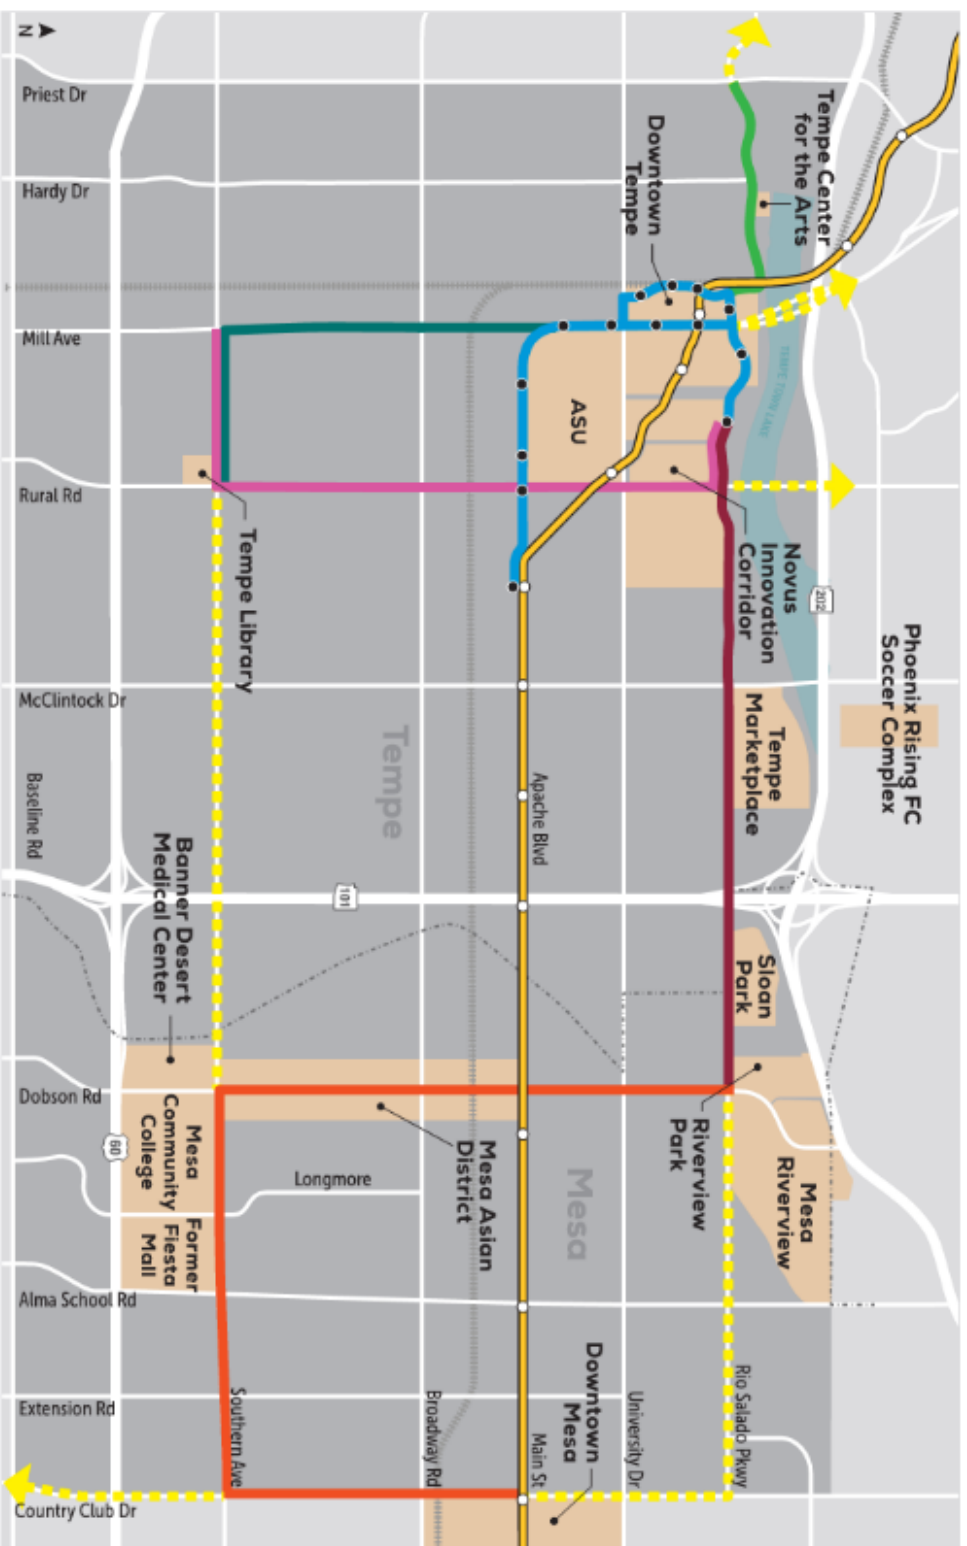 N
Priest Dr
Hardy Dr
Mill Ave
Rural Rd
McClintock Dr
Baseline Rd
Dobson Rd
Alma School Rd
Extension Rd
Country Club Dr
Tempe Center
for the Arts
Downtown
Tempe
TEMPE TOWN LAKE
ASU
Novus
Innovation
Corridor
202
Phoenix Rising FC
Soccer Complex
Tempe Library
Tempe
Marketplace
Tempe
Apache Blvd
Banner Desert
Medical Center
101
Sloan
Park
Riverview
Park
Mesa
Riverview
Mesa
Community
College
60
Former
Fiesta
Mall
Longmore
Mesa Asian
District
Mesa
Downtown
Mesa
Southern Ave
Broadway Rd
Main St
University Dr
Rio Salado Pkwy